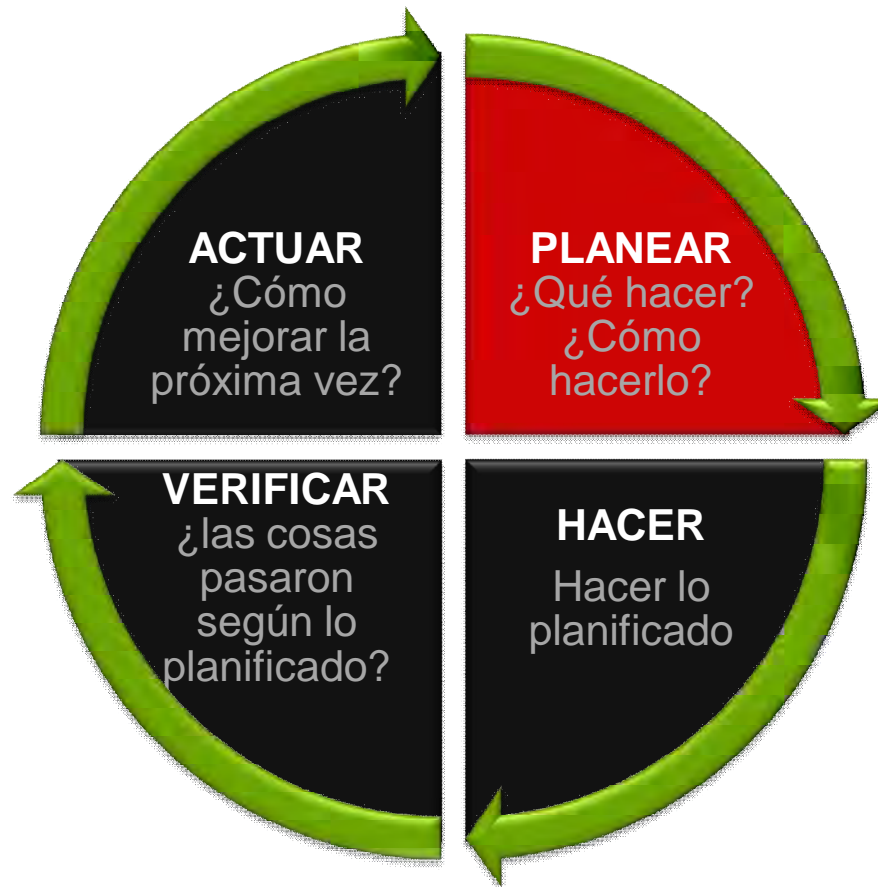 ACTUAR
¿Cómo
mejorar la
próxima vez?
PLANEAR
¿Qué hacer?
¿Cómo
hacerlo?
VERIFICAR
¿las cosas
pasaron
según lo
planificado?
HACER
Hacer lo
planificado